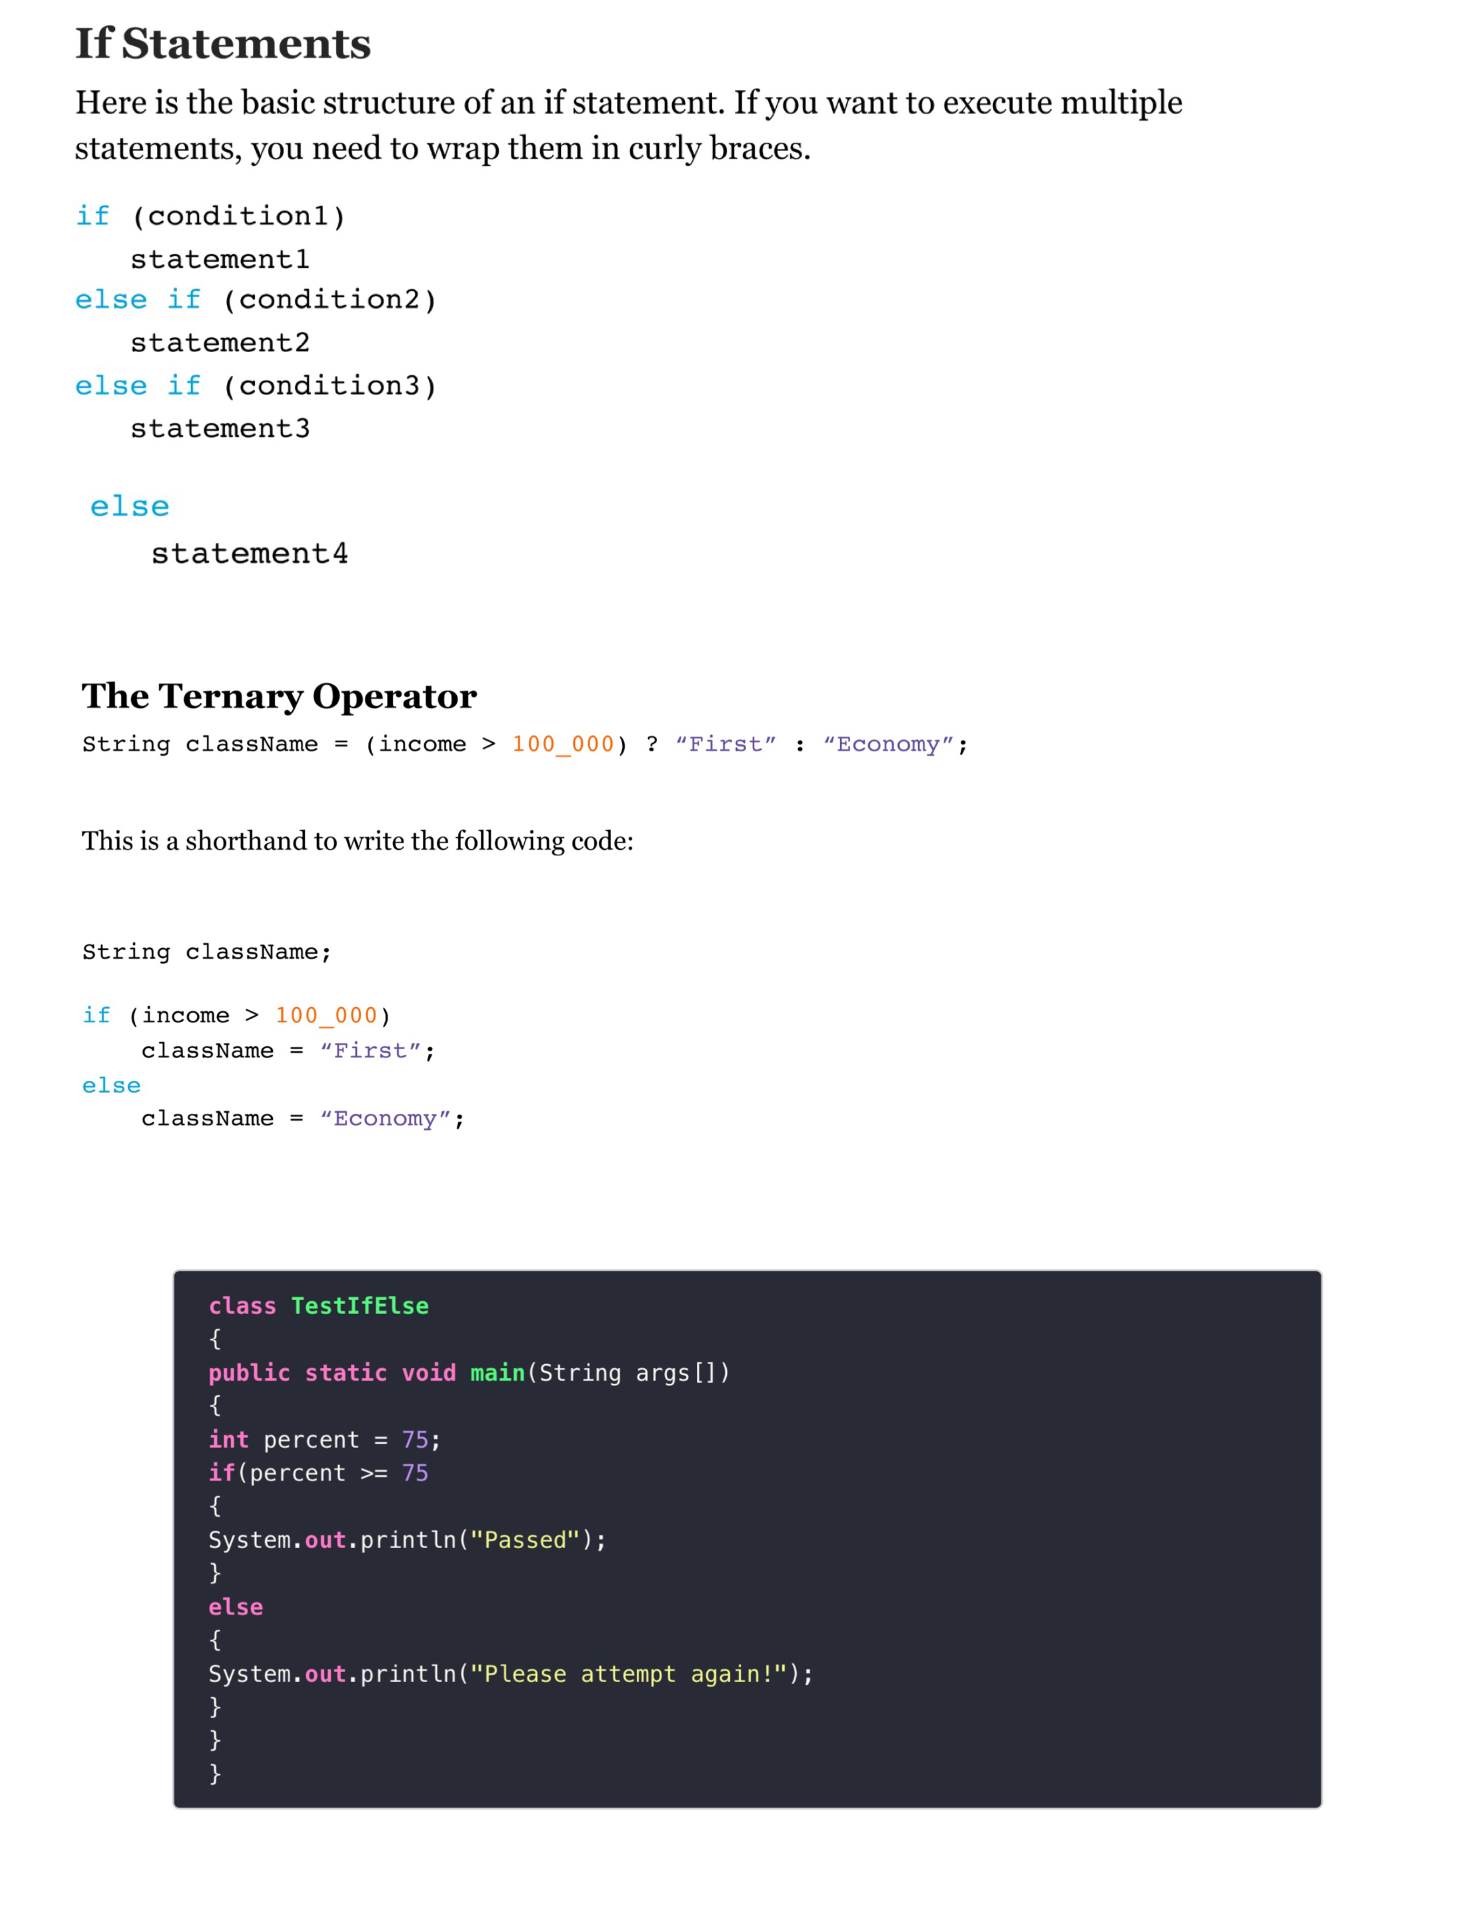 If Statements
Here is the basic structure of an if statement. If you want to execute multiple
statements, you need to wrap them in curly braces.
if (condition1)
   statement1
else if (condition2)
   statement2
else if (condition3)
   statement3
else
   statement4
The Ternary Operator
String className = (income > 100_000) ? “First” : “Economy”;
This is a shorthand to write the following code:
String className;
if (income > 100_000)
    className = “First”;
else
    className = “Economy”;
class TestIfElse
{
public static void main(String args[])
{
int percent = 75;
if(percent >= 75
{
System.out.println("Passed");
}
else
{
System.out.println("Please attempt again!");
}
}
}